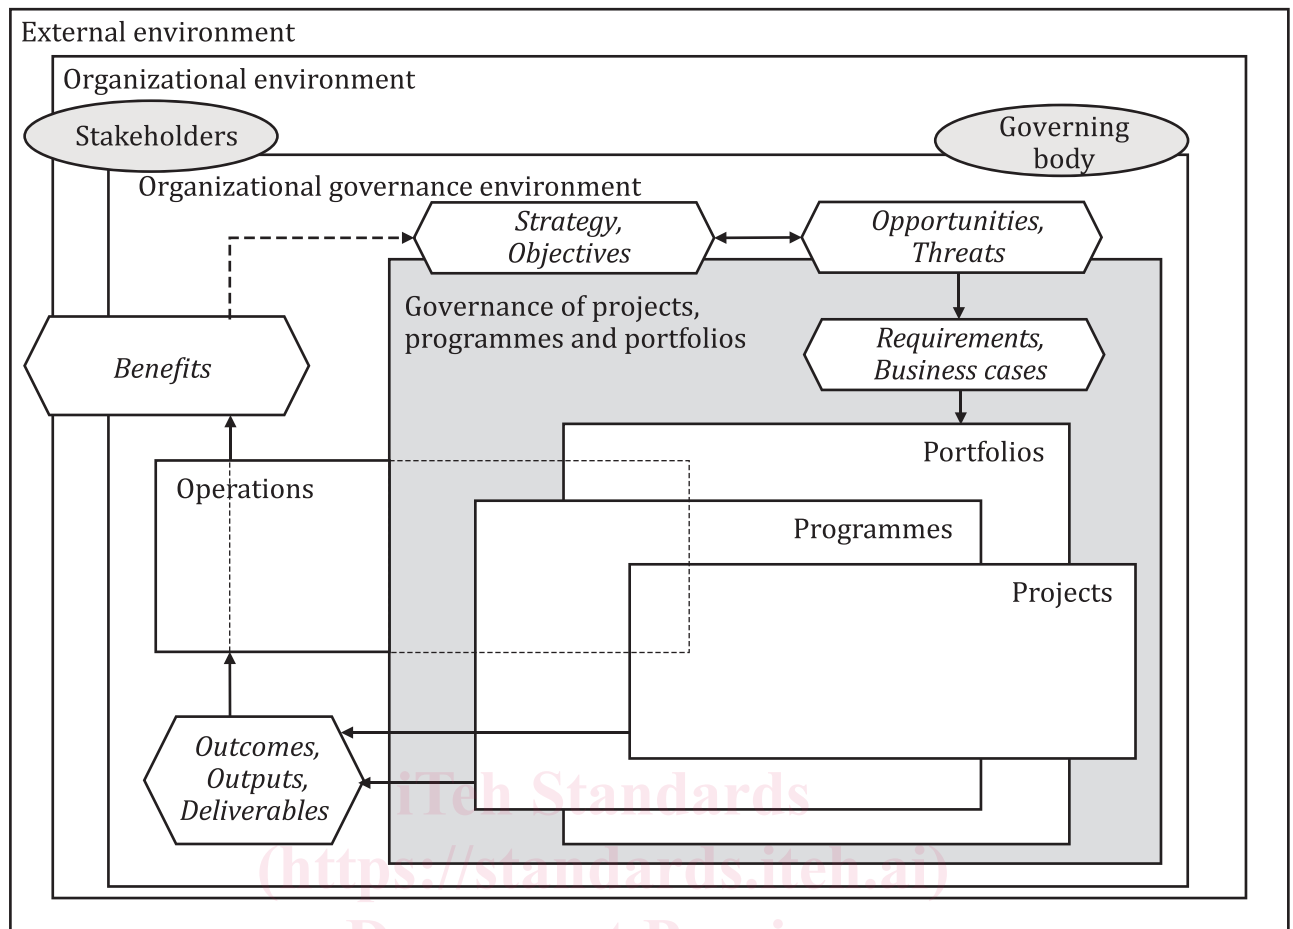 External environment
Organizational environment
Stakeholders
Governing
body
Organizational governance environment
Strategy,
Objectives
Opportunities,
Threats
Governance of projects,
programmes and portfolios
Requirements,
Business cases
Benefits
Portfolios
Operations
Programmes
Projects
Outcomes,
Outputs,
Deliverables
iTeh Standards
(https://standards.iteh.ai)